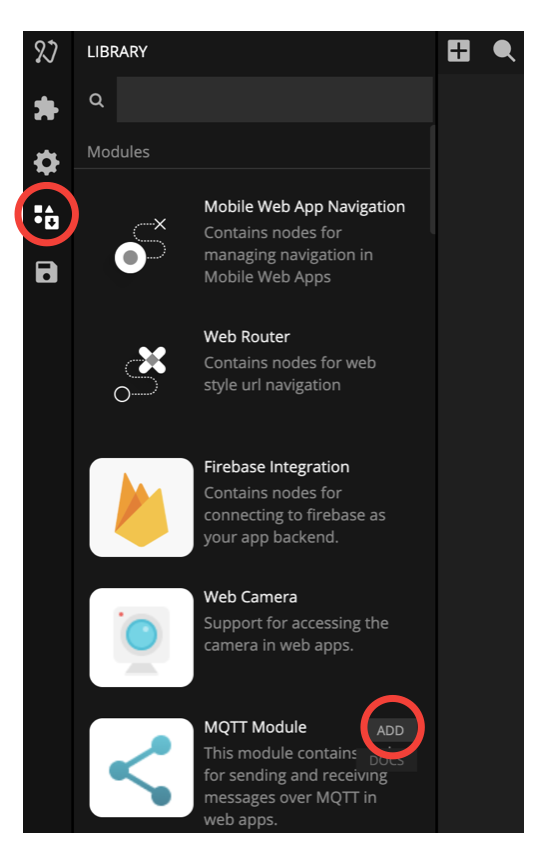 LIBRARY
Modules
Mobile Web App Navigation
Contains nodes for
managing navigation in
Mobile Web Apps
Web Router
Contains nodes for web
style url navigation
Firebase Integration
Contains nodes for
connecting to firebase as
your app backend.
Web Camera
Support for accessing the
camera in web apps.
MQTT Module
ADD
This module contains
DOCS
for sending and receiving
messages over MQTT in
web apps.